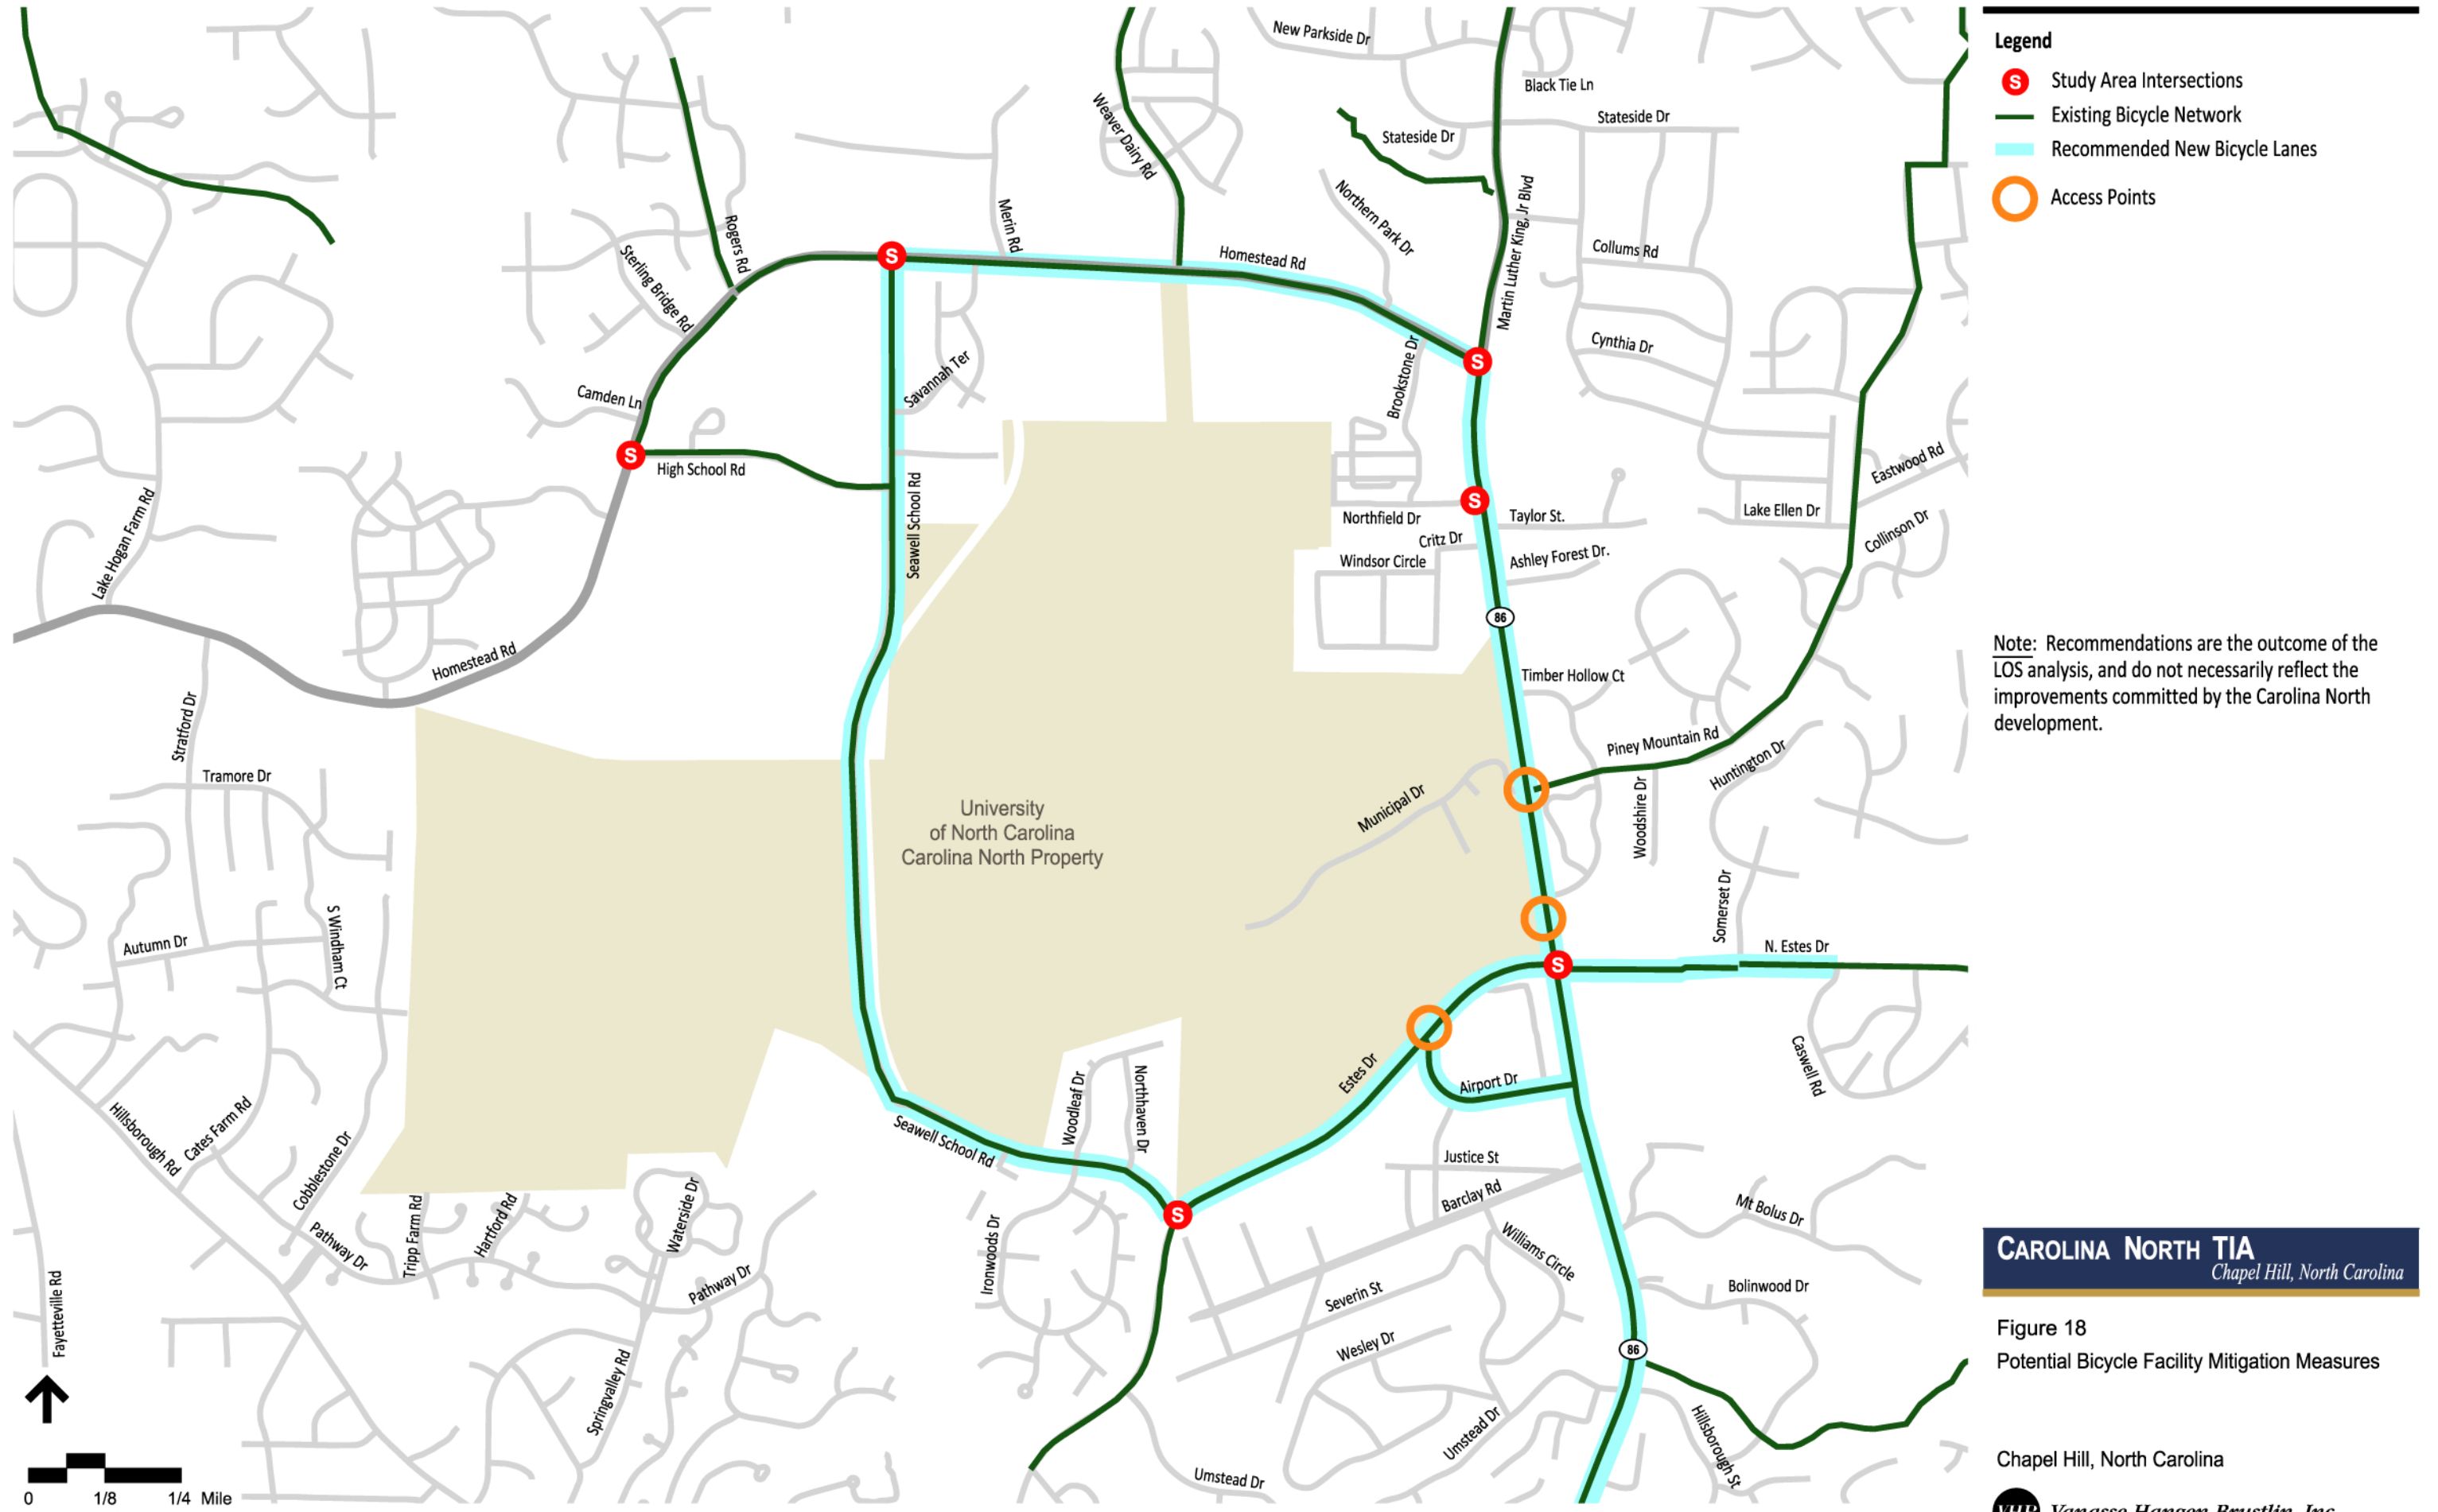 New Parkside Dr
Black Tie Ln
Stateside Dr
Stateside Dr
Weaver Dairy Rd
Northern Park Dr
Martin Luther King, Jr Blvd
Merin Rd
Rogers Rd
Homestead Rd
Collums Rd
Sterling Bridge Rd
Cynthia Dr
Savannah Ter
Brookstone Dr
Camden Ln
S
S
S
S
High School Rd
Seawell School Rd
Eastwood Rd
Lake Ellen Dr
Collinson Dr
Northfield Dr
Taylor St.
Critz Dr
Windsor Circle
Ashley Forest Dr.
Lake Hogan Farm Rd
86
Homestead Rd
Timber Hollow Ct
Stratford Dr
Piney Mountain Rd
Huntington Dr
Tramore Dr
Municipal Dr
Woodshire Dr
University
of North Carolina
Carolina North Property
Somerset Dr
S Windham Ct
Autumn Dr
N. Estes Dr
S
Caswell Rd
Estes Dr
Airport Dr
Woodleaf Dr
Northhaven Dr
Hillsborough Rd
Cates Farm Rd
Cobblestone Dr
Seawell School Rd
Justice St
Barclay Rd
Mt Bolus Dr
S
Waterside Dr
Tripp Farm Rd
Hartford Rd
Pathway Dr
Pathway Dr
Ironwoods Dr
Williams Circle
Severin St
Bolinwood Dr
Wesley Dr
86
Fayetteville Rd
Springvalley Rd
Umstead Dr
Hillsborough St
Umstead Dr
0 1/8 1/4 Mile
Legend
S Study Area Intersections
Existing Bicycle Network
Recommended New Bicycle Lanes
Access Points
Note: Recommendations are the outcome of the
LOS analysis, and do not necessarily reflect the
improvements committed by the Carolina North
development.
CAROLINA NORTH TIA
Chapel Hill, North Carolina
Figure 18
Potential Bicycle Facility Mitigation Measures
Chapel Hill, North Carolina
VHB Vanasse Hangen Brustlin, Inc.